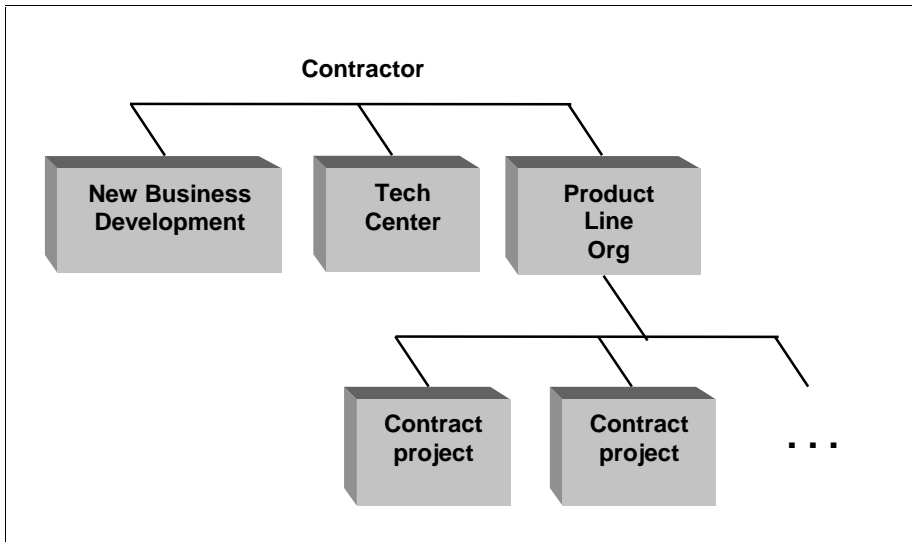 Contractor
New Business
Development
Tech
Center
Product
Line
Org
Contract
project
Contract
project
. . .